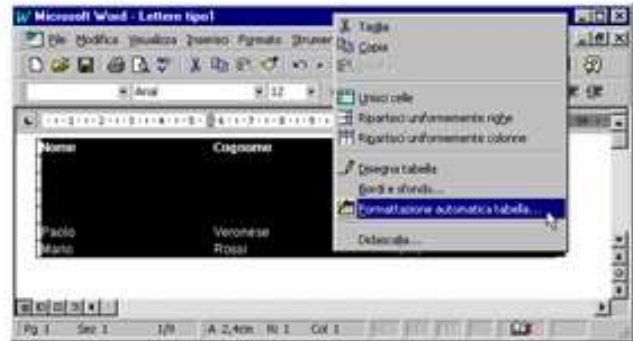 Microsoft Word - Lettere tipo1
File Modifica Visualizza Inserisci Formato Strumen
Arial 12
Taglia
Copia
Unisci celle
Ripartisci uniformemente righe
Ripartisci uniformemente colonne
Disegna tabella
Bordi e sfondo...
Formattazione automatica tabella...
Didascalia...
Nome Cognome
Paolo Veronese
Mario Rossi
Pg 1 Sez 1 1/9 A 2,4cm Ri 1 Col 1